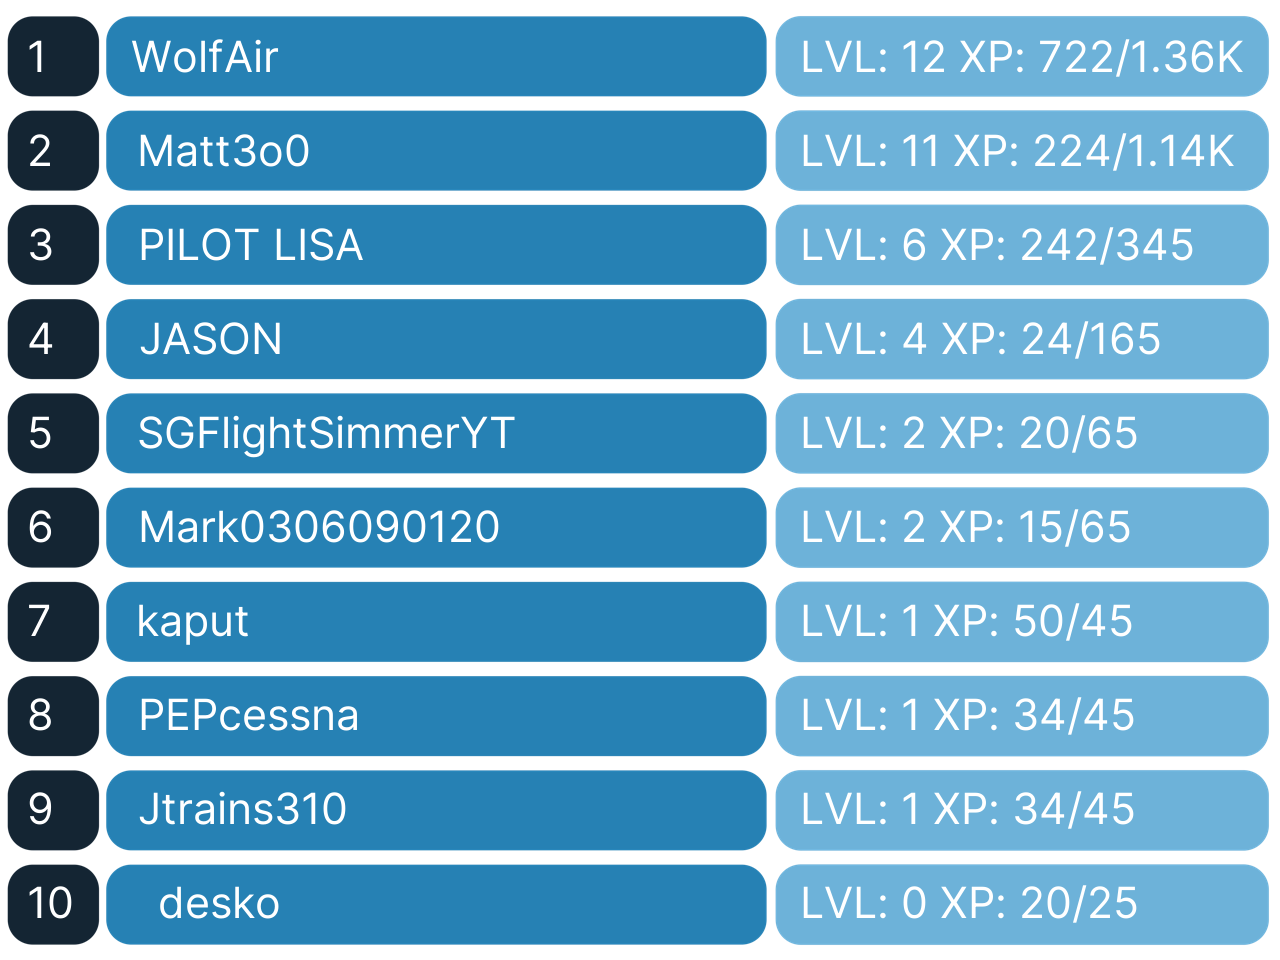 1 WolfAir LVL: 12 XP: 722/1.36K
2 Matt3o0 LVL: 11 XP: 224/1.14K
3 PILOT LISA LVL: 6 XP: 242/345
4 JASON LVL: 4 XP: 24/165
5 SGFlightSimmerYT LVL: 2 XP: 20/65
6 Mark0306090120 LVL: 2 XP: 15/65
7 kaput LVL: 1 XP: 50/45
8 PEPcessna LVL: 1 XP: 34/45
9 Jtrains310 LVL: 1 XP: 34/45
10 desko LVL: 0 XP: 20/25